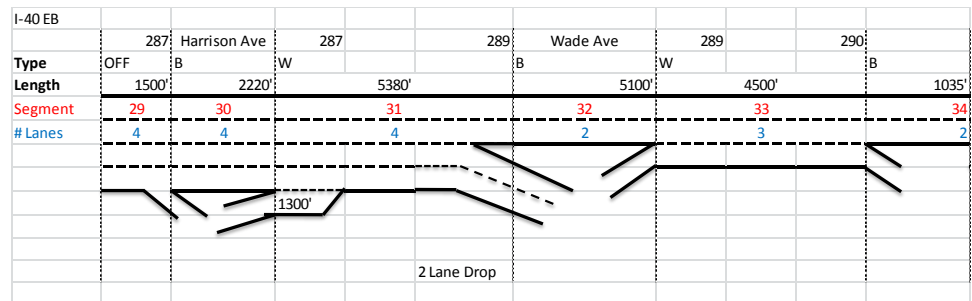 I-40 EB
287 Harrison Ave 287 289 Wade Ave 289 290
Type OFF B W B W B
Length 1500' 2220' 5380' 5100' 4500' 1035'
Segment 29 30 31 32 33 34
# Lanes 4 4 4 2 3 2
1300'
2 Lane Drop